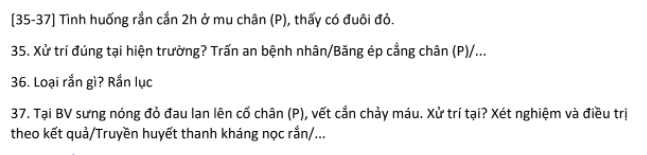 [35-37] Tình huống rắn cắn 2h ở mu chân (P), thấy có đuôi đỏ.
35. Xử trí đúng tại hiện trường? Trấn an bệnh nhân/Băng ép cẳng chân (P)/...
36. Loại rắn gì? Rắn lục
37. Tại BV sưng nóng đỏ đau lan lên cổ chân (P), vết cắn chảy máu. Xử trí tại? Xét nghiệm và điều trị
theo kết quả/Truyền huyết thanh kháng nọc rắn/...